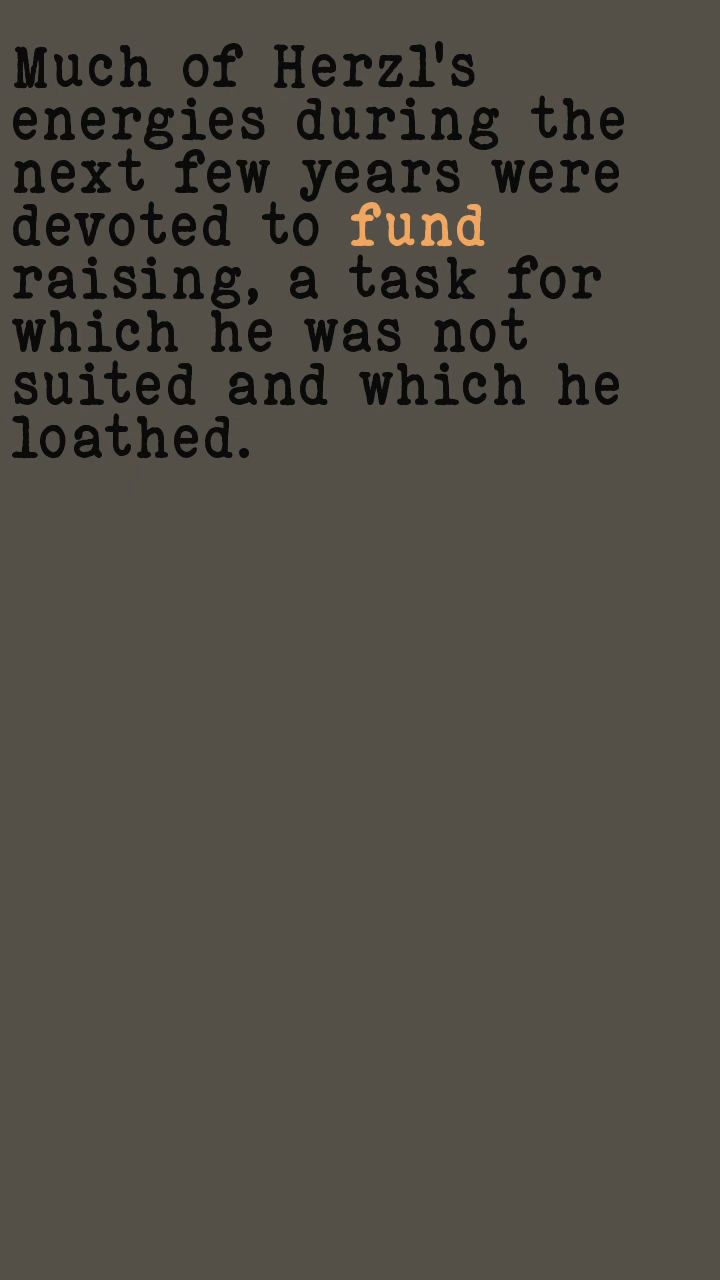 Much of Herzl's
energies during the
next few years were
devoted to fund
raising, a task for
which he was not
suited and which he
loathed.